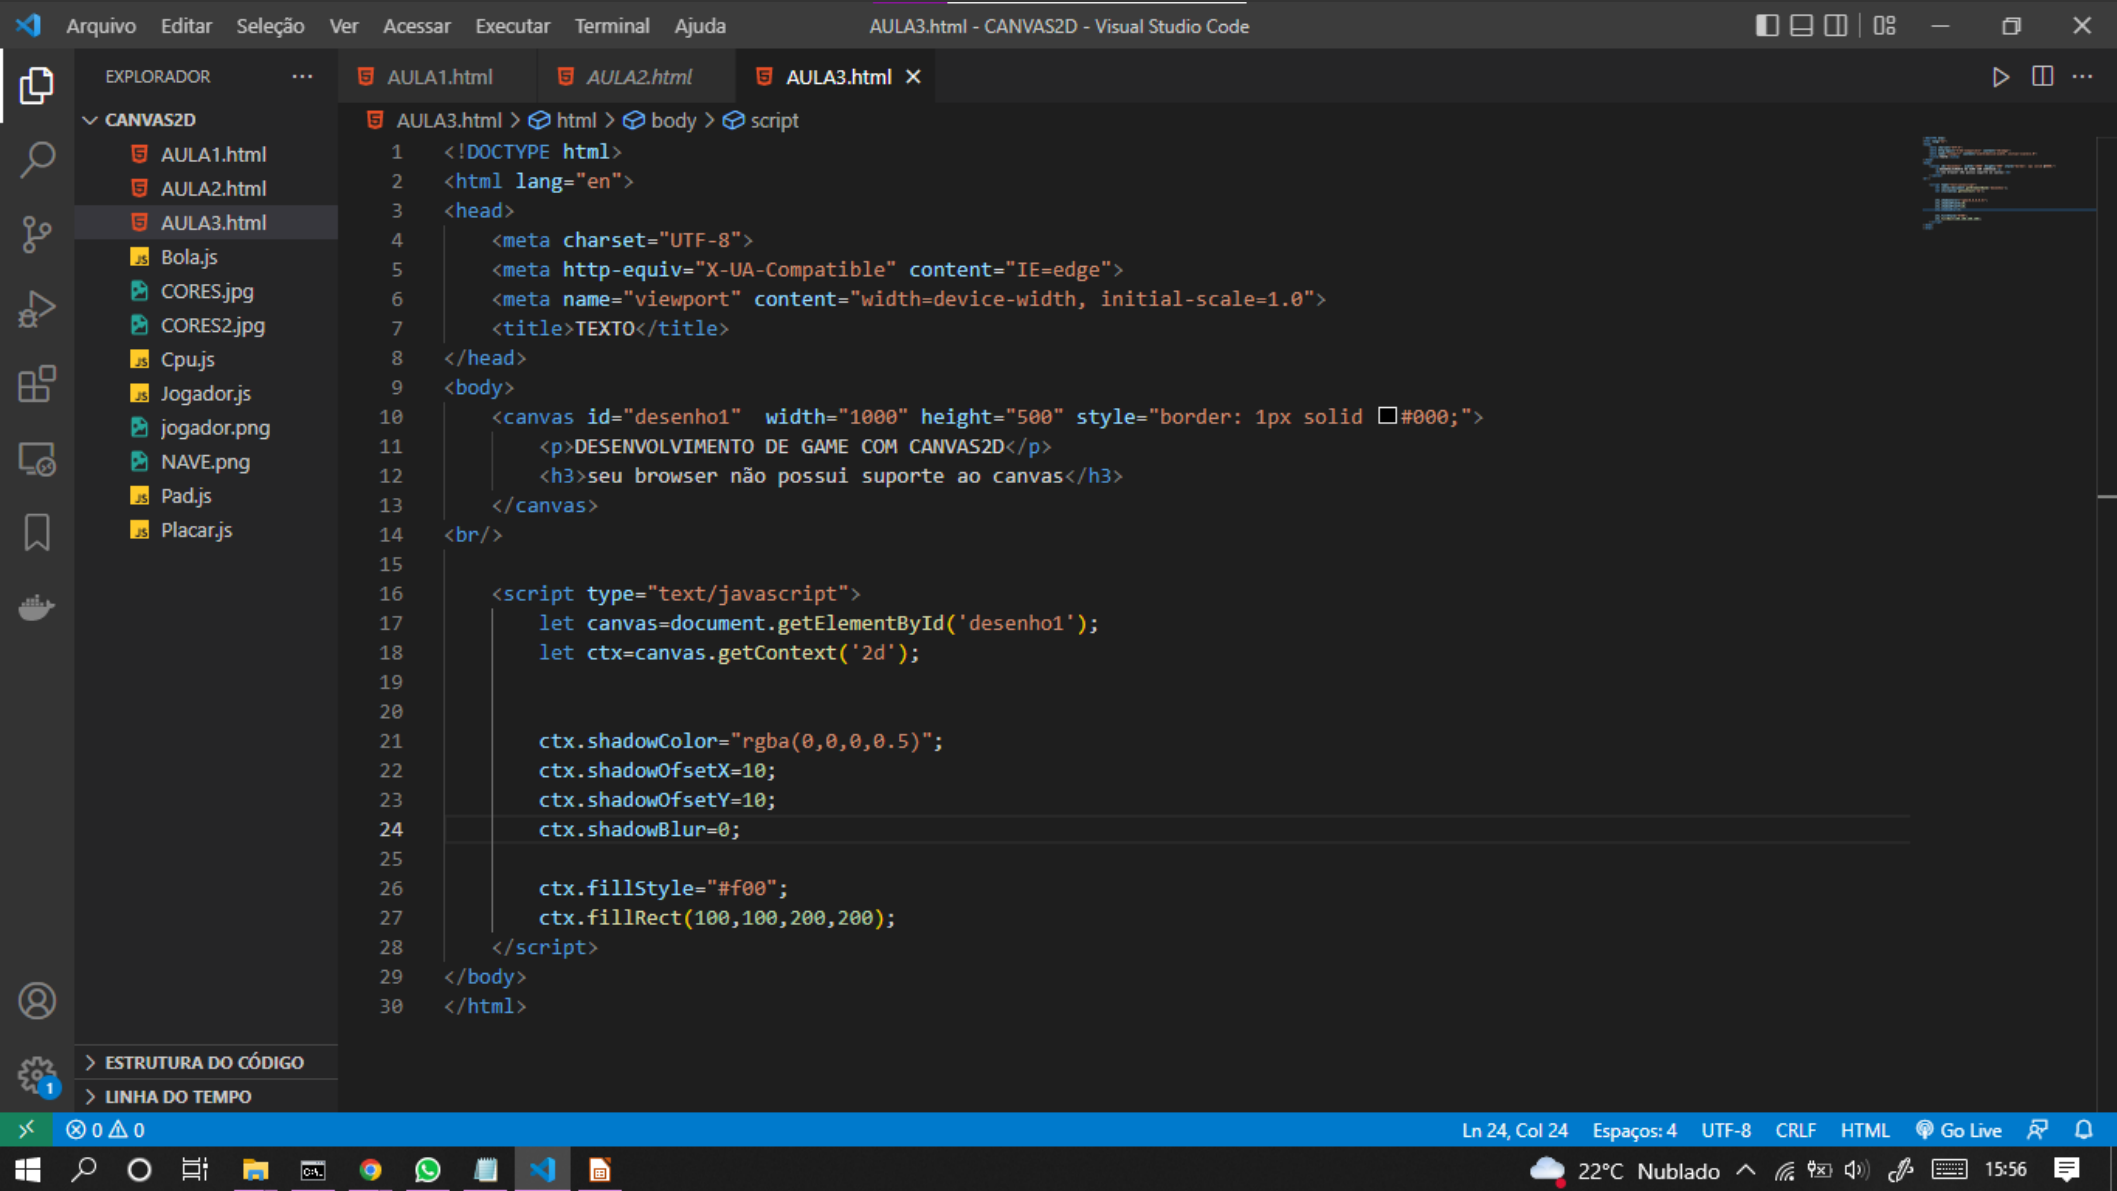 Arquivo Editar Seleção Ver Acessar Executar Terminal Ajuda AULA3.html - CANVAS2D - Visual Studio Code
EXPLORADOR AULA1.html AULA2.html AULA3.html
CANVAS2D
AULA1.html
AULA2.html
AULA3.html
Bola.js
CORES.jpg
CORES2.jpg
Cpu.js
Jogador.js
jogador.png
NAVE.png
Pad.js
Placar.js
ESTRUTURA DO CÓDIGO
LINHA DO TEMPO
AULA3.html > html > body > script
1 <!DOCTYPE html>
2 <html lang="en">
3 <head>
4 <meta charset="UTF-8">
5 <meta http-equiv="X-UA-Compatible" content="IE=edge">
6 <meta name="viewport" content="width=device-width, initial-scale=1.0">
7 <title>TEXTO</title>
8 </head>
9 <body>
10 <canvas id="desenho1"  width="1000" height="500" style="border: 1px solid #000;">
11 <p>DESENVOLVIMENTO DE GAME COM CANVAS2D</p>
12 <h3>seu browser não possui suporte ao canvas</h3>
13 </canvas>
14 <br/>
15
16 <script type="text/javascript">
17 let canvas=document.getElementById('desenho1');
18 let ctx=canvas.getContext('2d');
19
20
21 ctx.shadowColor="rgba(0,0,0,0.5)";
22 ctx.shadowOfsetX=10;
23 ctx.shadowOfsetY=10;
24 ctx.shadowBlur=0;
25
26 ctx.fillStyle="#f00";
27 ctx.fillRect(100,100,200,200);
28 </script>
29 </body>
30 </html>
1
0 0 Ln 24, Col 24 Espaços: 4 UTF-8 CRLF HTML Go Live
22°C Nublado 15:56